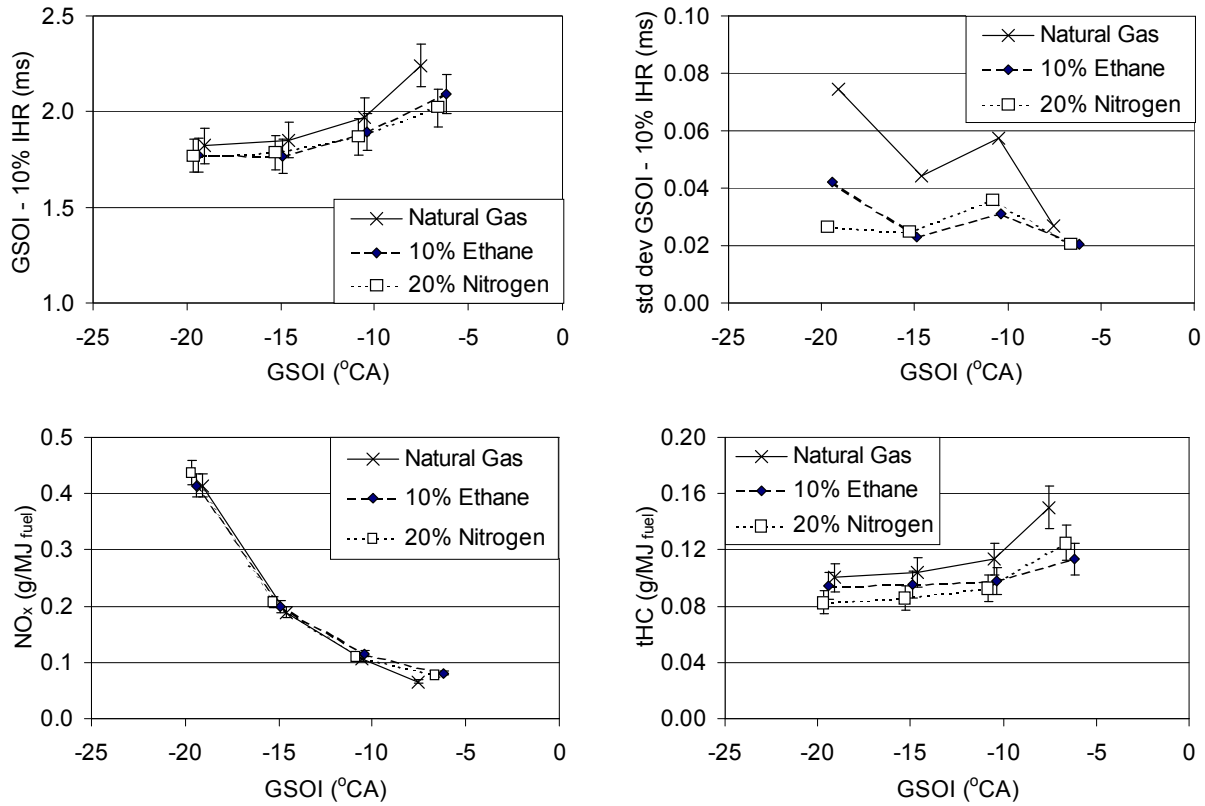 GSOI - 10% IHR (ms)
2.5
2.0
1.5
1.0
Natural Gas
10% Ethane
20% Nitrogen
-25 -20 -15 -10 -5 0
GSOI (°CA)
std dev GSOI - 10% IHR (ms)
0.10
0.08
0.06
0.04
0.02
0.00
Natural Gas
10% Ethane
20% Nitrogen
-25 -20 -15 -10 -5 0
GSOI (°CA)
NOx (g/MJ fuel)
0.5
0.4
0.3
0.2
0.1
0.0
Natural Gas
10% Ethane
20% Nitrogen
-25 -20 -15 -10 -5 0
GSOI (°CA)
tHC (g/MJ fuel)
0.20
0.16
0.12
0.08
0.04
0.00
Natural Gas
10% Ethane
20% Nitrogen
-25 -20 -15 -10 -5 0
GSOI (°CA)